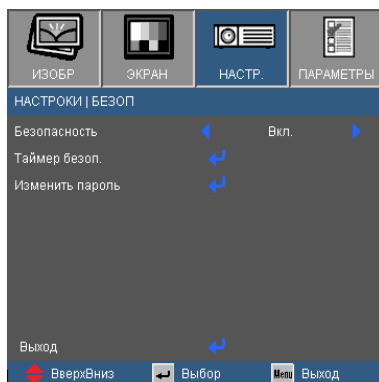 ИЗОБР ЭКРАН НАСТР. ПАРАМЕТРЫ
НАСТРОКИ | БЕЗОП
Безопасность Вкл.
Таймер безоп.
Изменить пароль
Выход
ВверхВниз Выбор Menu Выход